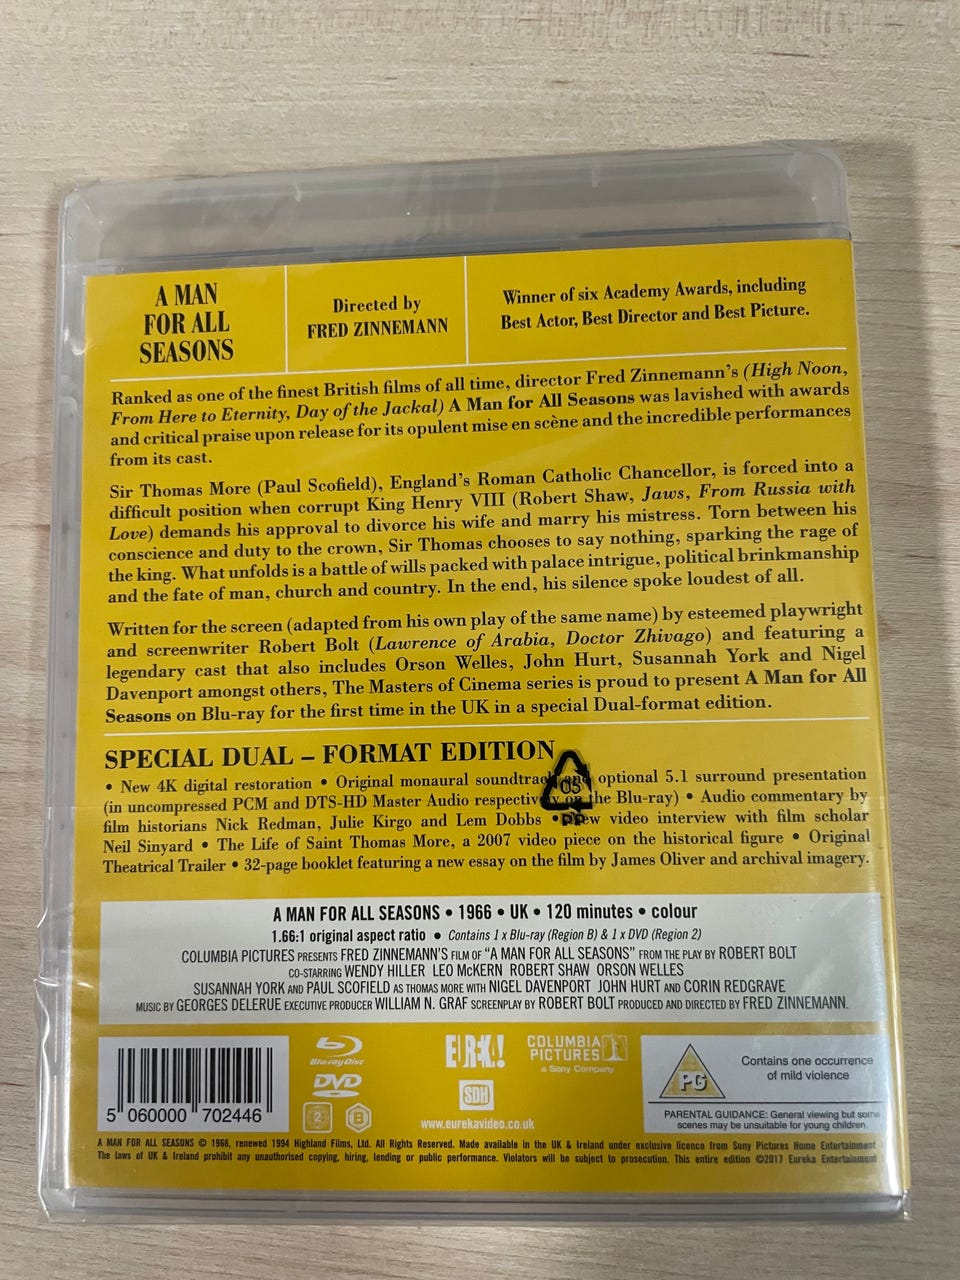 A MAN
FOR ALL
SEASONS
Directed by
FRED ZINNEMANN
Winner of six Academy Awards, including
Best Actor, Best Director and Best Picture.
Ranked as one of the finest British films of all time, director Fred Zinnemann's (High Noon,
From Here to Eternity, Day of the Jackal) A Man for All Seasons was lavished with awards
and critical praise upon release for its opulent mise en scène and the incredible performances
from its cast.
Sir Thomas More (Paul Scofield), England's Roman Catholic Chancellor, is forced into a
difficult position when corrupt King Henry VIII (Robert Shaw, Jaws, From Russia with
Love) demands his approval to divorce his wife and marry his mistress. Torn between his
conscience and duty to the crown, Sir Thomas chooses to say nothing, sparking the rage of
the king. What unfolds is a battle of wills packed with palace intrigue, political brinkmanship
and the fate of man, church and country. In the end, his silence spoke loudest of all.
Written for the screen (adapted from his own play of the same name) by esteemed playwright
and screenwriter Robert Bolt (Lawrence of Arabia, Doctor Zhivago) and featuring a
legendary cast that also includes Orson Welles, John Hurt, Susannah York and Nigel
Davenport amongst others, The Masters of Cinema series is proud to present A Man for All
Seasons on Blu-ray for the first time in the UK in a special Dual-format edition.
SPECIAL DUAL – FORMAT EDITION
• New 4K digital restoration • Original monaural soundtrack and optional 5.1 surround presentation
(in uncompressed PCM and DTS-HD Master Audio respectively on the Blu-ray) • Audio commentary by
film historians Nick Redman, Julie Kirgo and Lem Dobbs • New video interview with film scholar
Neil Sinyard • The Life of Saint Thomas More, a 2007 video piece on the historical figure • Original
Theatrical Trailer • 32-page booklet featuring a new essay on the film by James Oliver and archival imagery.
05
PP
A MAN FOR ALL SEASONS • 1966 • UK • 120 minutes • colour
1.66:1 original aspect ratio • Contains 1 x Blu-ray (Region B) & 1 x DVD (Region 2)
COLUMBIA PICTURES PRESENTS FRED ZINNEMANN'S FILM OF "A MAN FOR ALL SEASONS" FROM THE PLAY BY ROBERT BOLT
CO-STARRING WENDY HILLER LEO McKERN ROBERT SHAW ORSON WELLES
SUSANNAH YORK AND PAUL SCOFIELD AS THOMAS MORE WITH NIGEL DAVENPORT JOHN HURT AND CORIN REDGRAVE
MUSIC BY GEORGES DELERUE EXECUTIVE PRODUCER WILLIAM N. GRAF SCREENPLAY BY ROBERT BOLT PRODUCED AND DIRECTED BY FRED ZINNEMANN.
5 060000 702446
Blu-ray Disc
DVD
2
B
EUREKA!
SDH
www.eurekavideo.co.uk
COLUMBIA
PICTURES
a Sony Company
PG
Contains one occurrence
of mild violence
PARENTAL GUIDANCE: General viewing but some
scenes may be unsuitable for young children.
A MAN FOR ALL SEASONS © 1966, renewed 1994 Highland Films, Ltd. All Rights Reserved. Made available in the UK & Ireland under exclusive licence from Sony Pictures Home Entertainment
The laws of UK & Ireland prohibit any unauthorised copying, hiring, lending or public performance. Violators will be subject to prosecution. This entire edition ©2017 Eureka Entertainment